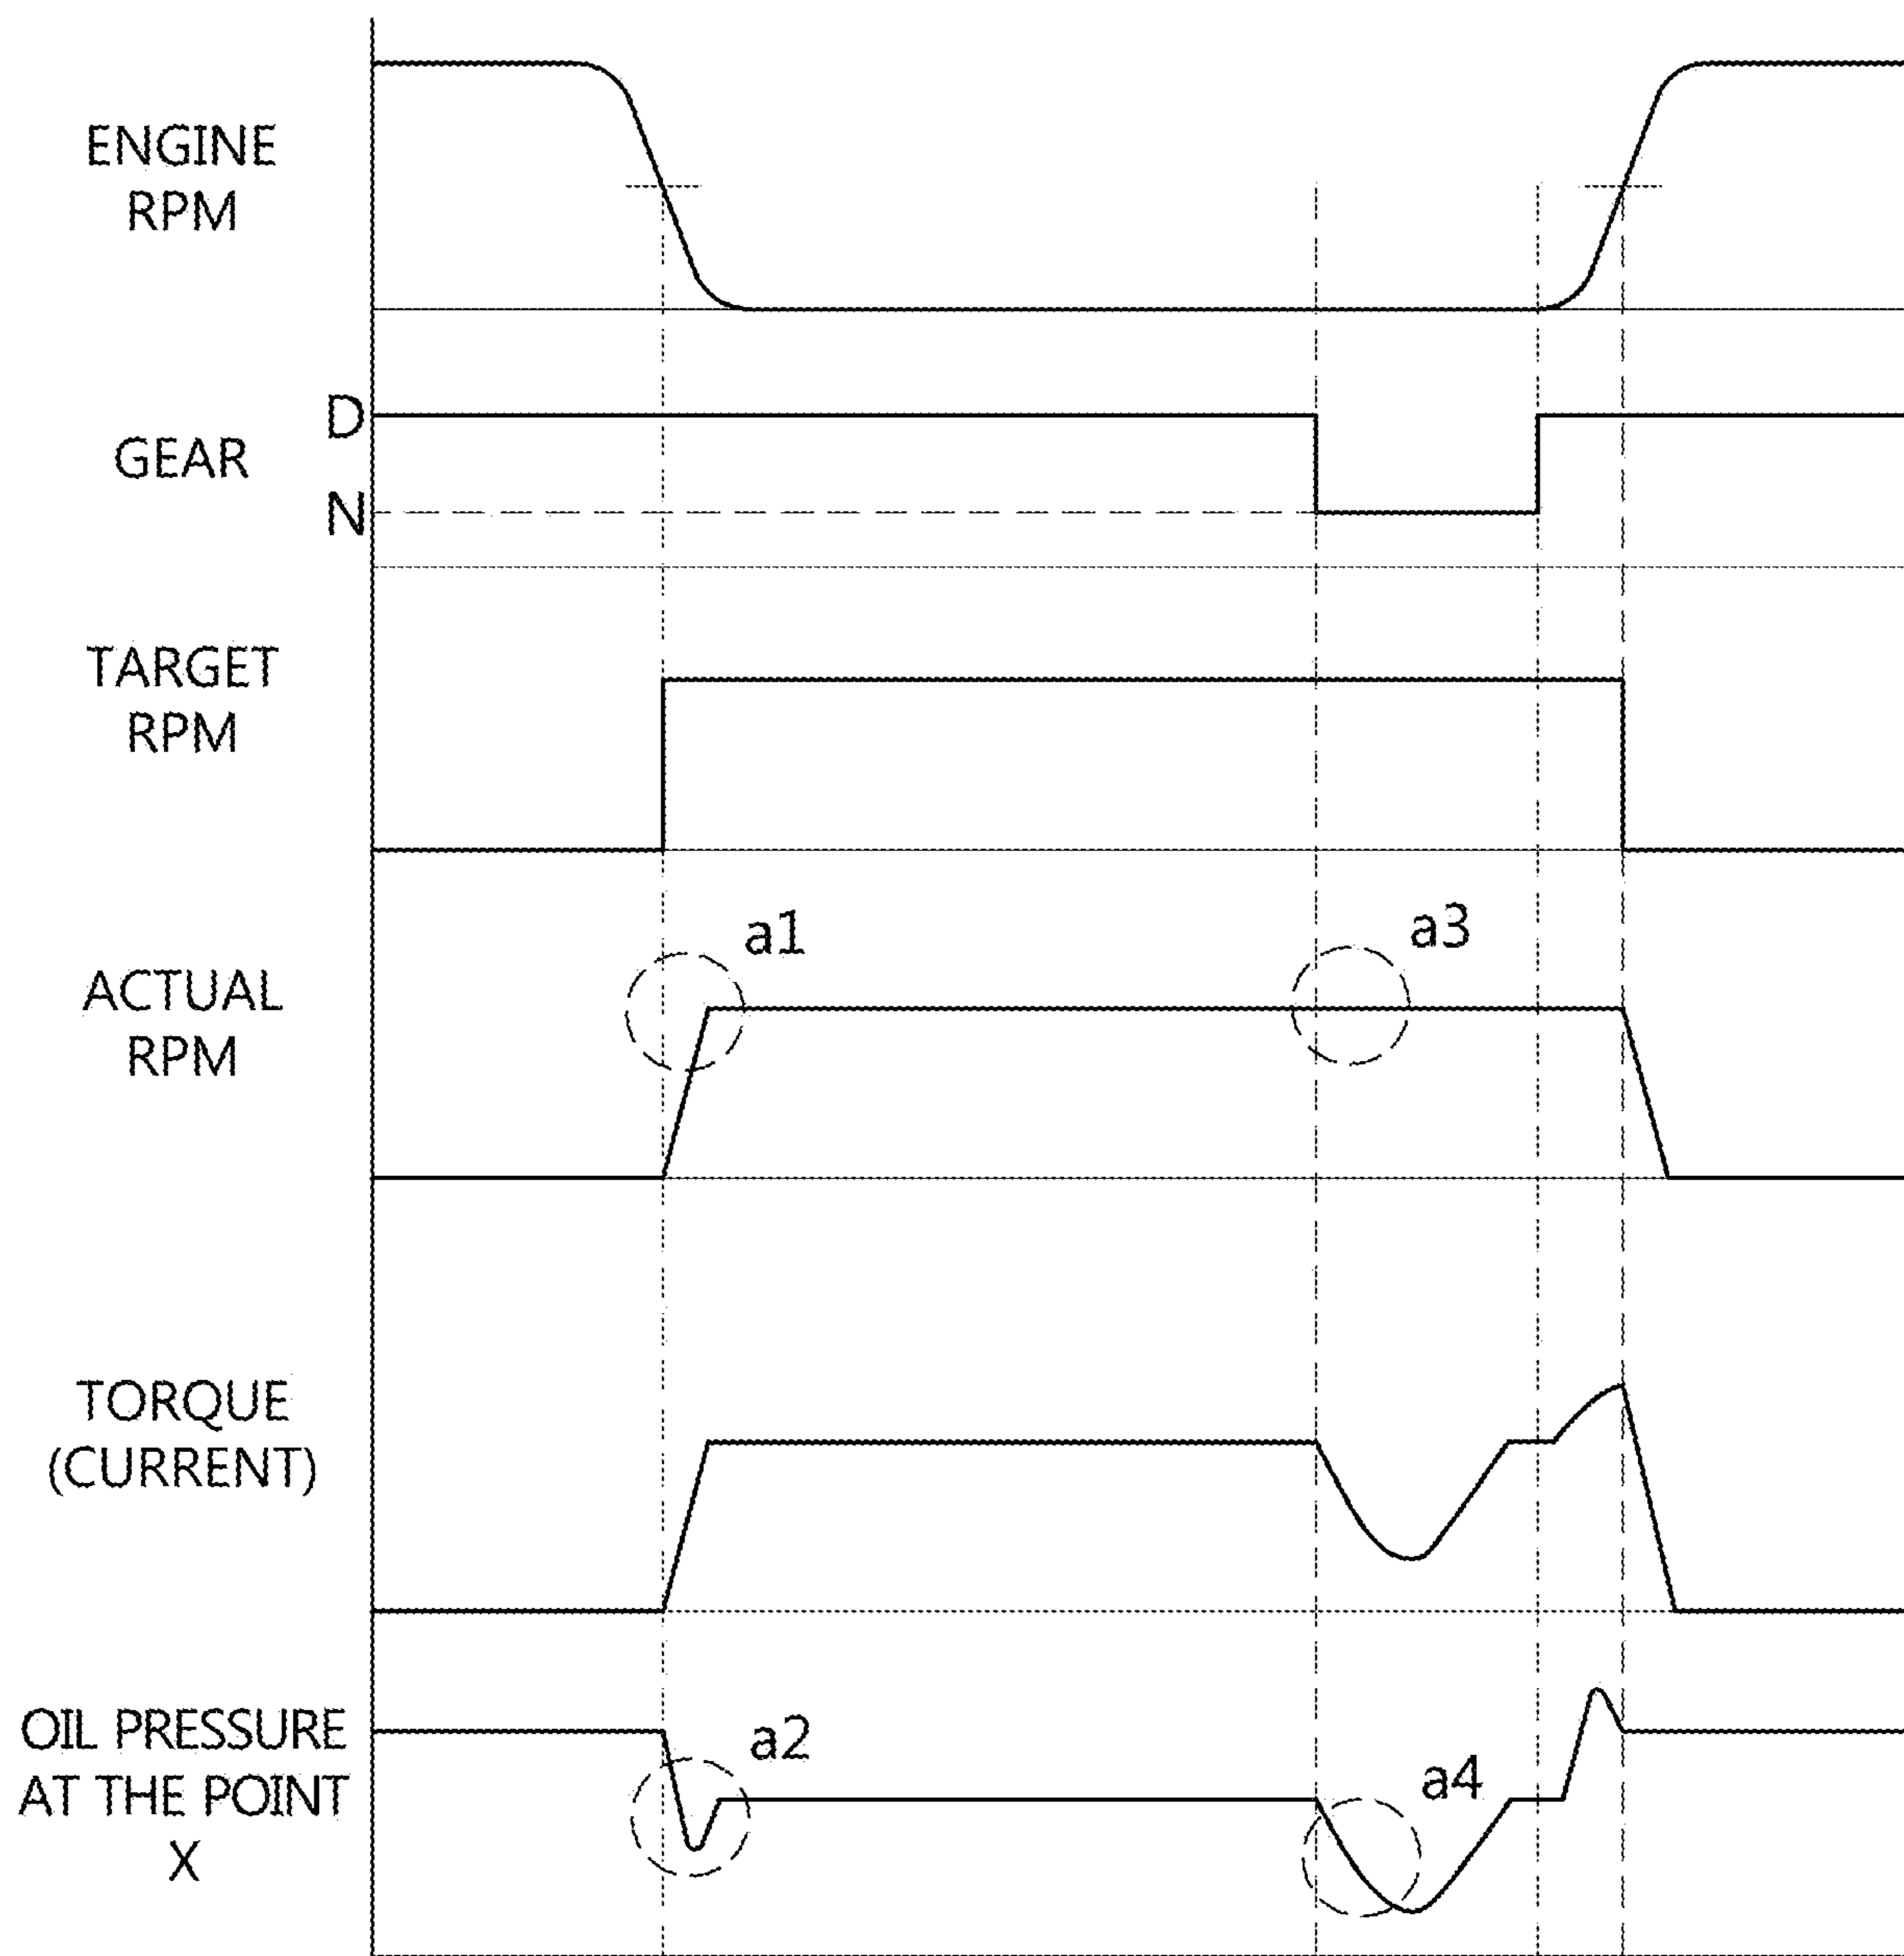 ENGINE
RPM
D
GEAR
N
TARGET
RPM
a1
a3
ACTUAL
RPM
TORQUE
(CURRENT)
OIL PRESSURE
AT THE POINT
X
a2
a4